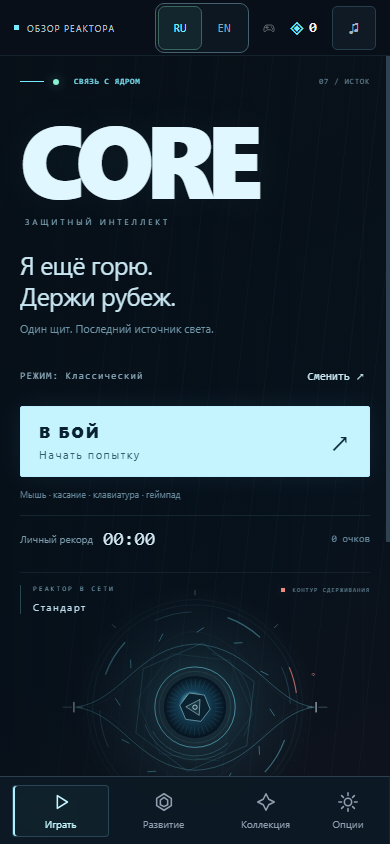 ОБЗОР РЕАКТОРА
RU EN 0
СВЯЗЬ С ЯДРОМ 07 / ИСТОК
CORE
ЗАЩИТНЫЙ ИНТЕЛЛЕКТ
Я ещё горю.
Держи рубеж.
Один щит. Последний источник света.
РЕЖИМ: Классический Сменить ↗
В БОЙ
Начать попытку
Мышь · касание · клавиатура · геймпад
Личный рекорд 00:00 0 очков
РЕАКТОР В СЕТИ КОНТУР СДЕРЖИВАНИЯ
Стандарт
Играть Развитие Коллекция Опции